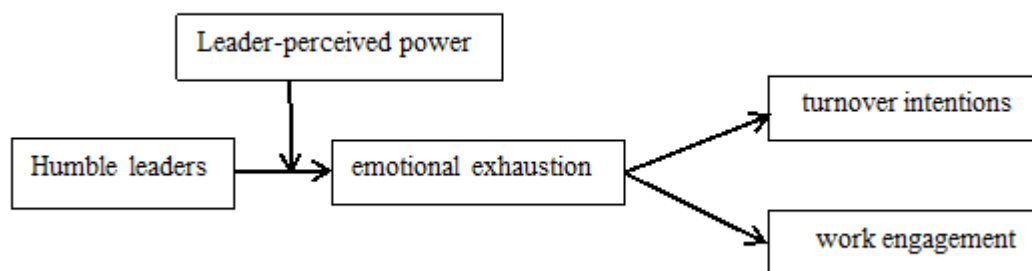 Leader-perceived power
turnover intentions
Humble leaders
emotional exhaustion
work engagement